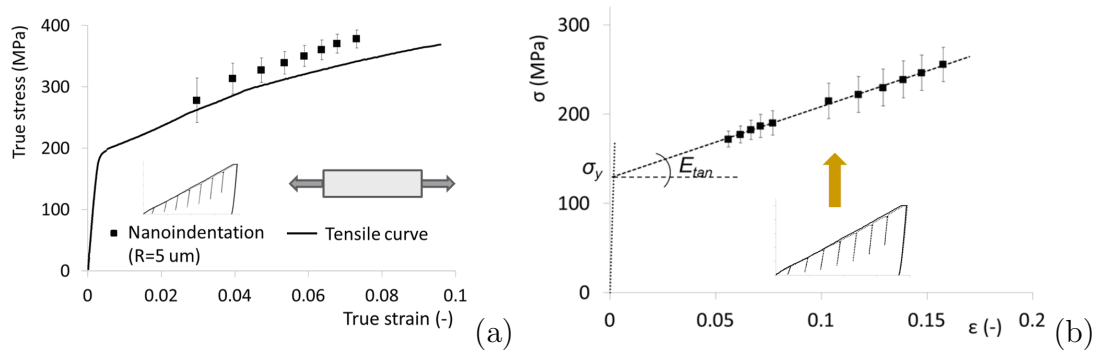 400
300
200
100
0
True stress (MPa)
Nanoindentation
(R=5 um)
Tensile curve
0
0.02
0.04
0.06
0.08
0.1
True strain (-)
(a)
300
200
100
0
σ (MPa)
σy
Etan
0
0.05
0.1
0.15
0.2
ε (-)
(b)